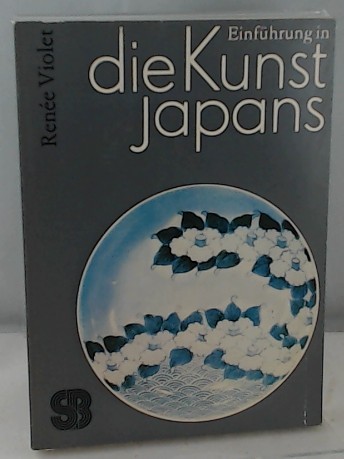 Renée Violet
Einführung in
die Kunst
Japans
SB